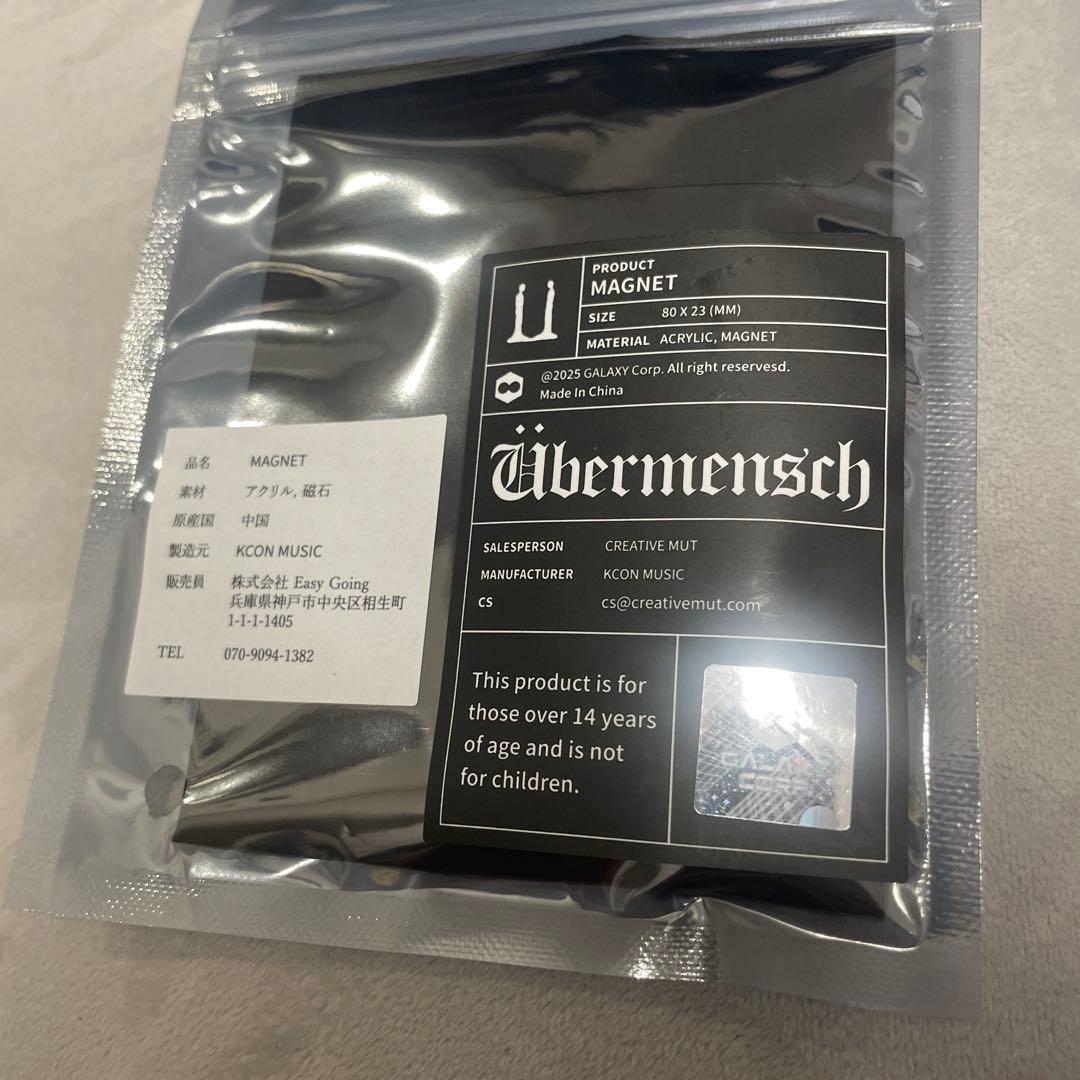 PRODUCT
MAGNET
SIZE 80 X 23 (MM)
MATERIAL ACRYLIC, MAGNET
@2025 GALAXY Corp. All right reservesd.
Made In China
Übermensch
SALESPERSON CREATIVE MUT
MANUFACTURER KCON MUSIC
CS cs@creativemut.com
This product is for
those over 14 years
of age and is not
for children.
GALAXY
CORP
品名 MAGNET
素材 アクリル, 磁石
原産国 中国
製造元 KCON MUSIC
販売員 株式会社 Easy Going
兵庫県神戸市中央区相生町
1-1-1-1405
TEL 070-9094-1382